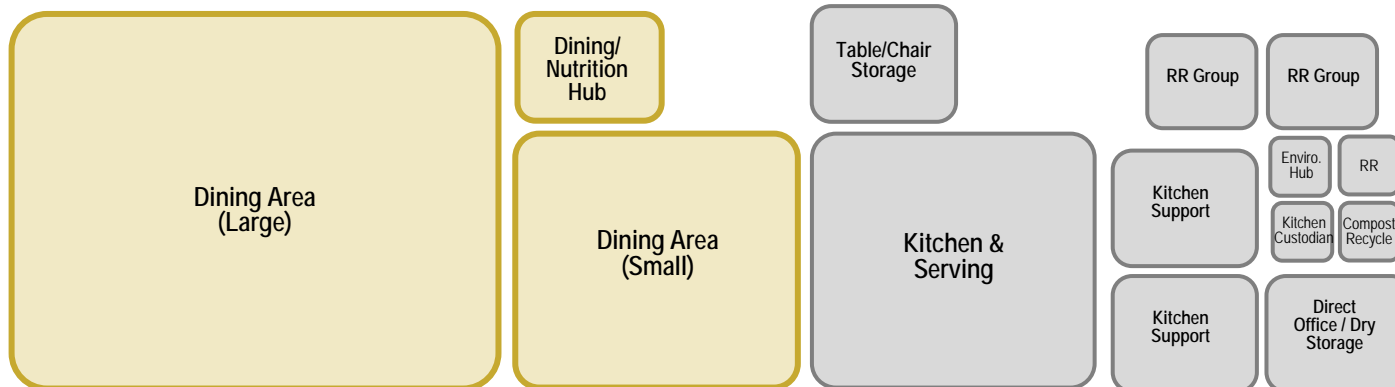 Dining Area
(Large)
Dining/
Nutrition
Hub
Dining Area
(Small)
Table/Chair
Storage
Kitchen &
Serving
RR Group
RR Group
Kitchen
Support
Enviro.
Hub
RR
Kitchen
Custodian
Compost
Recycle
Kitchen
Support
Direct
Office / Dry
Storage